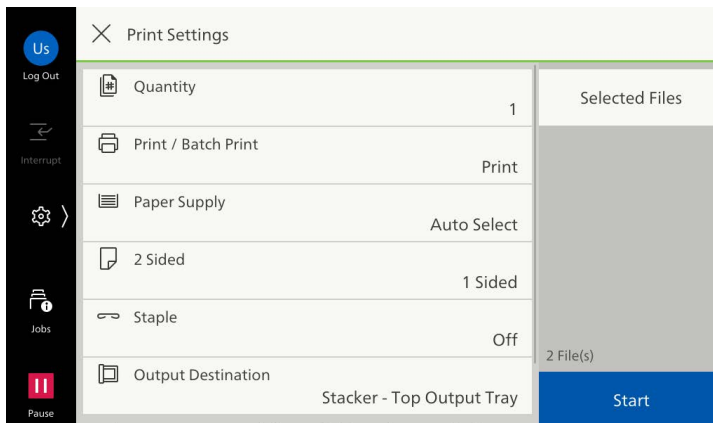 Us
Log Out
Interrupt
Jobs
Pause
Print Settings
Quantity
1
Print / Batch Print
Print
Paper Supply
Auto Select
2 Sided
1 Sided
Staple
Off
Output Destination
Stacker - Top Output Tray
Selected Files
2 File(s)
Start